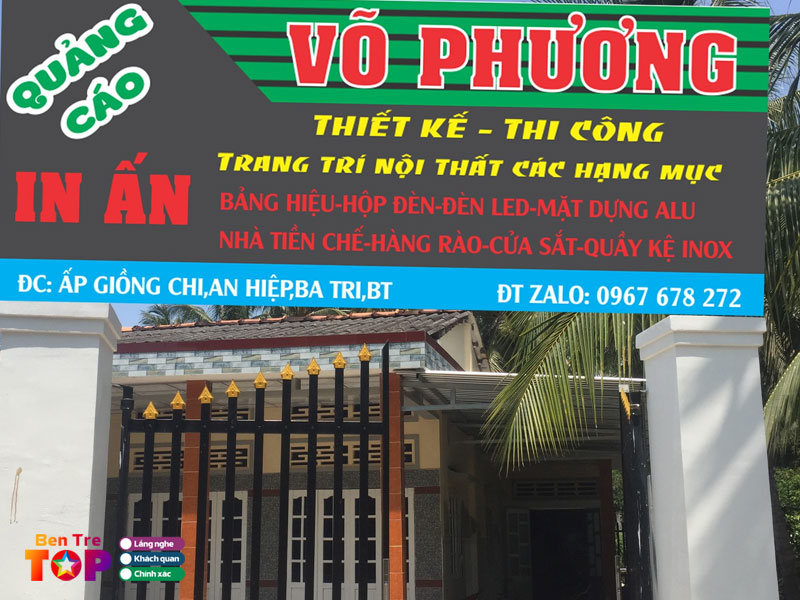 QUẢNG
CÁO
VÕ PHƯƠNG
THIẾT KẾ - THI CÔNG
TRANG TRÍ NỘI THẤT CÁC HẠNG MỤC
IN ẤN
BẢNG HIỆU-HỘP ĐÈN-ĐÈN LED-MẶT DỰNG ALU
NHÀ TIỀN CHẾ-HÀNG RÀO-CỬA SẮT-QUẦY KỆ INOX
ĐC: ẤP GIỒNG CHI,AN HIỆP,BA TRI,BT
ĐT ZALO: 0967 678 272
Ben Tre
TOP
Lắng nghe
Khách quan
Chính xác